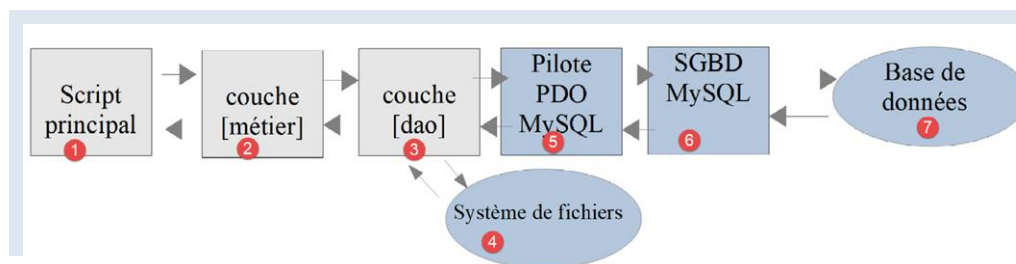 Script
principal
1
couche
[métier]
2
couche
[dao]
3
Pilote
PDO
MySQL
5
SGBD
MySQL
6
Base de
données
7
Système de fichiers
4